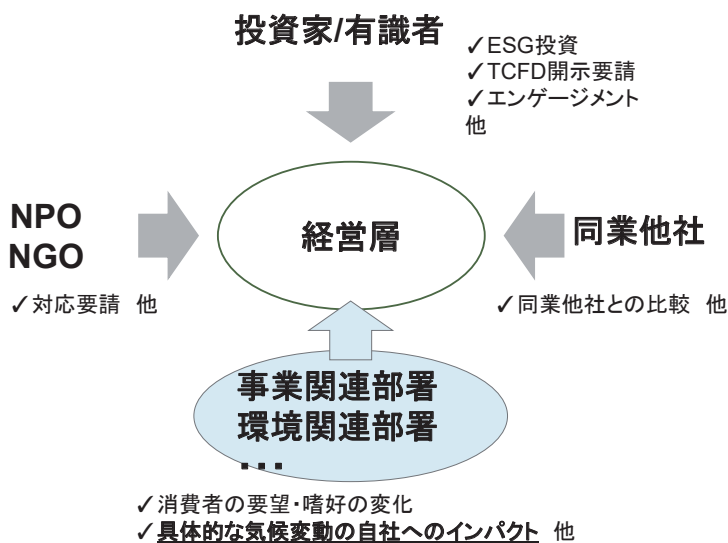 投資家/有識者
✓ESG投資
✓TCFD開示要請
✓エンゲージメント
他
NPO
NGO
✓対応要請 他
経営層
同業他社
✓同業他社との比較 他
事業関連部署
環境関連部署
・・・
✓消費者の要望・嗜好の変化
✓具体的な気候変動の自社へのインパクト 他